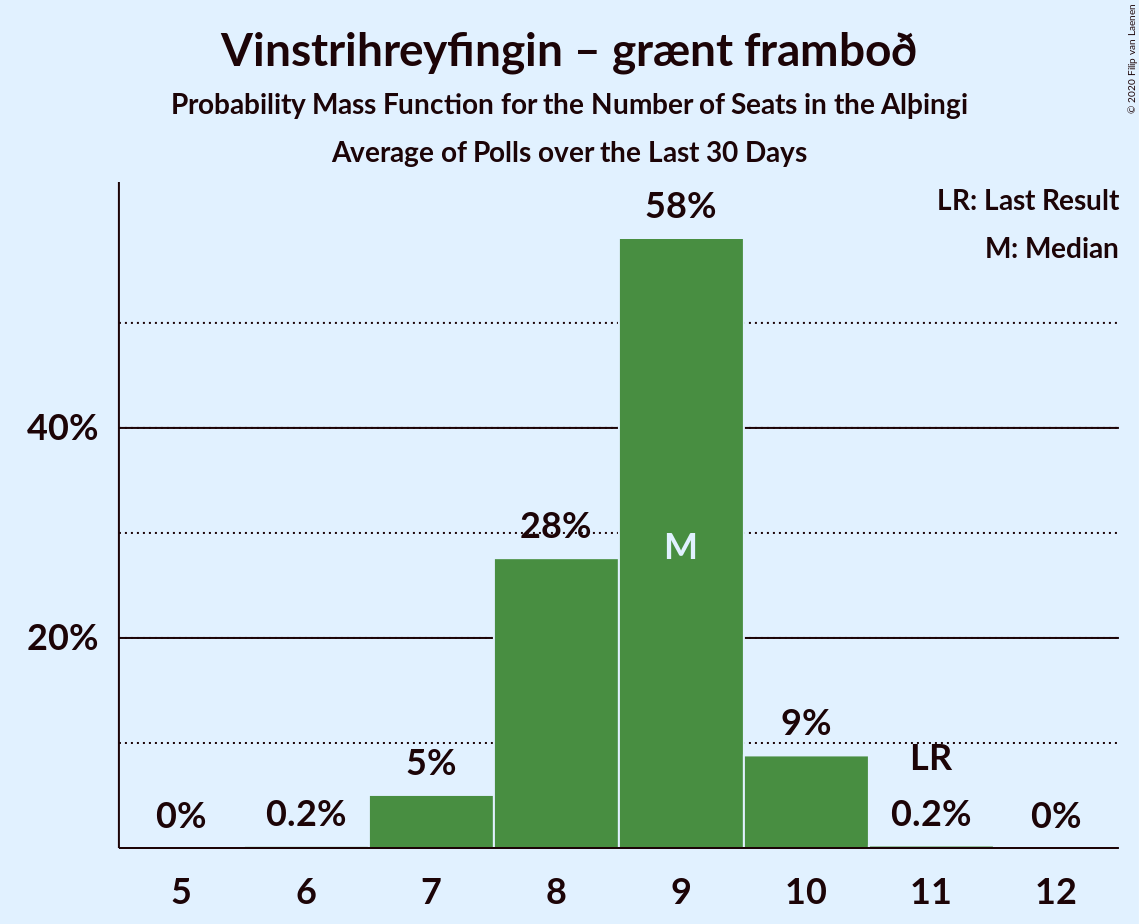 Vinstrihreyfingin – grænt framboð
Probability Mass Function for the Number of Seats in the Alþingi
Average of Polls over the Last 30 Days
© 2020 Filip van Laenen
LR: Last Result
M: Median
58%
40%
28%
M
20%
9%
5%
LR
0%
0.2%
0.2%
0%
5 6 7 8 9 10 11 12